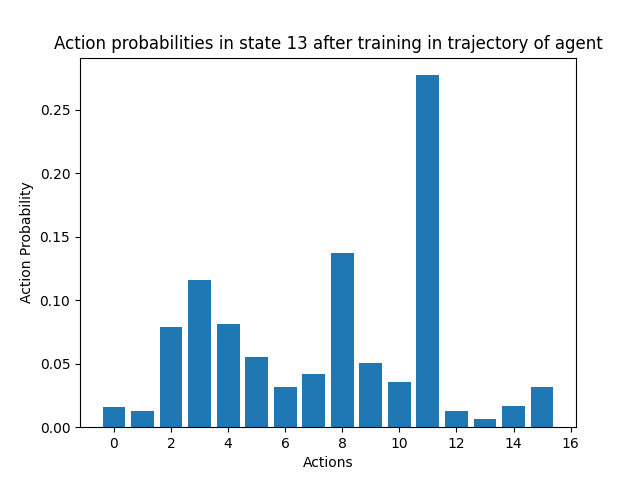 Action probabilities in state 13 after training in trajectory of agent
0.25
0.20
0.15
0.10
0.05
0.00
Action Probability
0 2 4 6 8 10 12 14 16
Actions